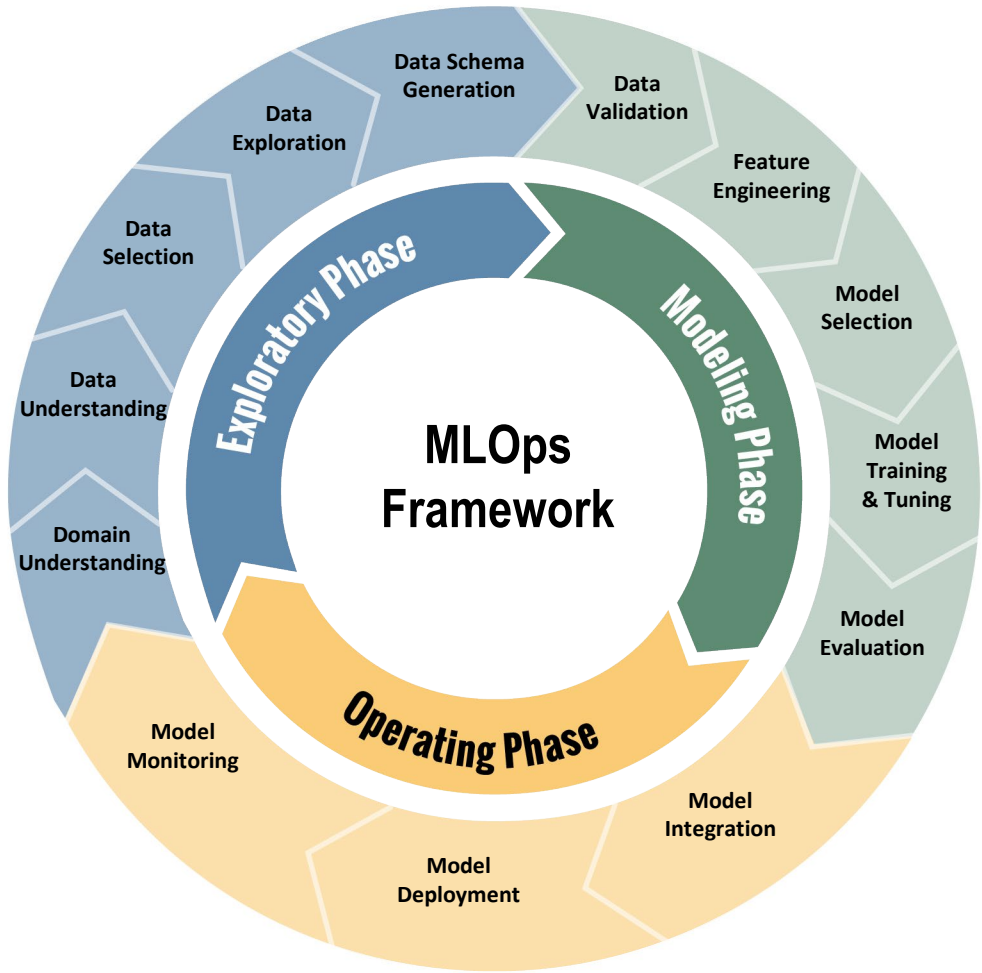 MLOps
Framework
Exploratory Phase
Domain
Understanding
Data
Understanding
Data
Selection
Data
Exploration
Data Schema
Generation
Modeling Phase
Data
Validation
Feature
Engineering
Model
Selection
Model
Training
& Tuning
Model
Evaluation
Operating Phase
Model
Integration
Model
Deployment
Model
Monitoring